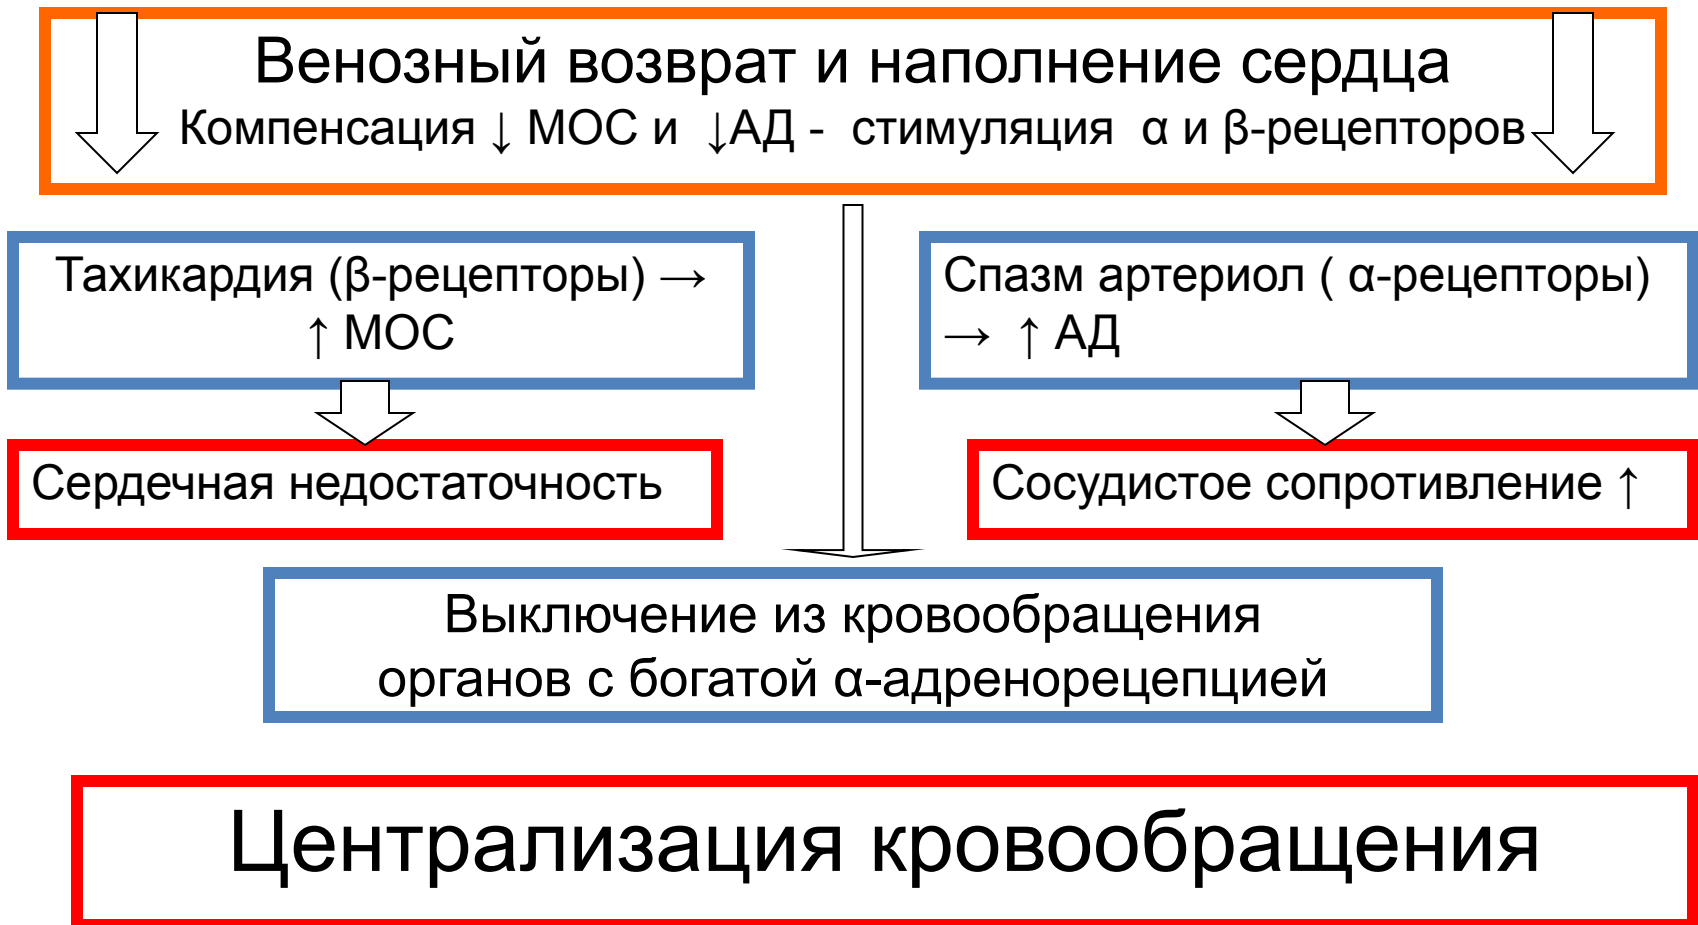 Венозный возврат и наполнение сердца
Компенсация ↓ МОС и ↓АД - стимуляция α и β-рецепторов
Тахикардия (β-рецепторы) →
↑ МОС
Спазм артериол ( α-рецепторы)
→ ↑ АД
Сердечная недостаточность
Сосудистое сопротивление ↑
Выключение из кровообращения
органов с богатой α-адренорецепцией
Централизация кровообращения